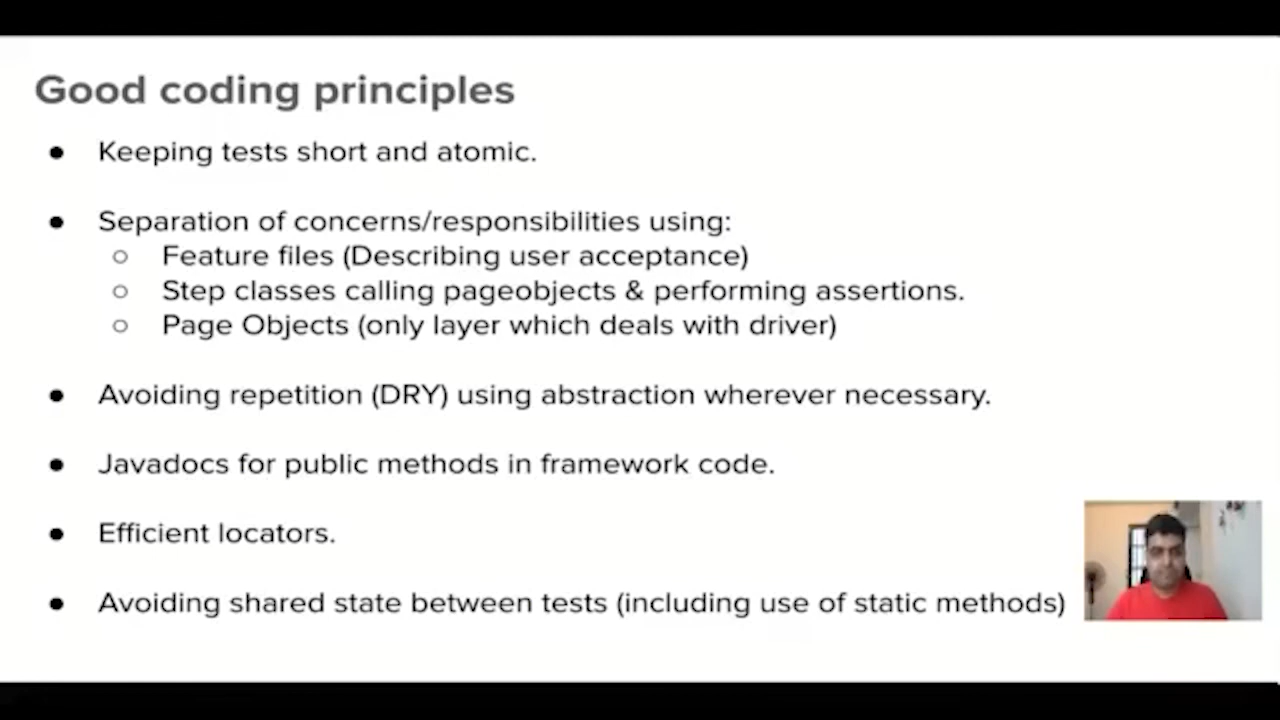 Good coding principles
● Keeping tests short and atomic.
● Separation of concerns/responsibilities using:
○ Feature files (Describing user acceptance)
○ Step classes calling pageobjects & performing assertions.
○ Page Objects (only layer which deals with driver)
● Avoiding repetition (DRY) using abstraction wherever necessary.
● Javadocs for public methods in framework code.
● Efficient locators.
● Avoiding shared state between tests (including use of static methods)